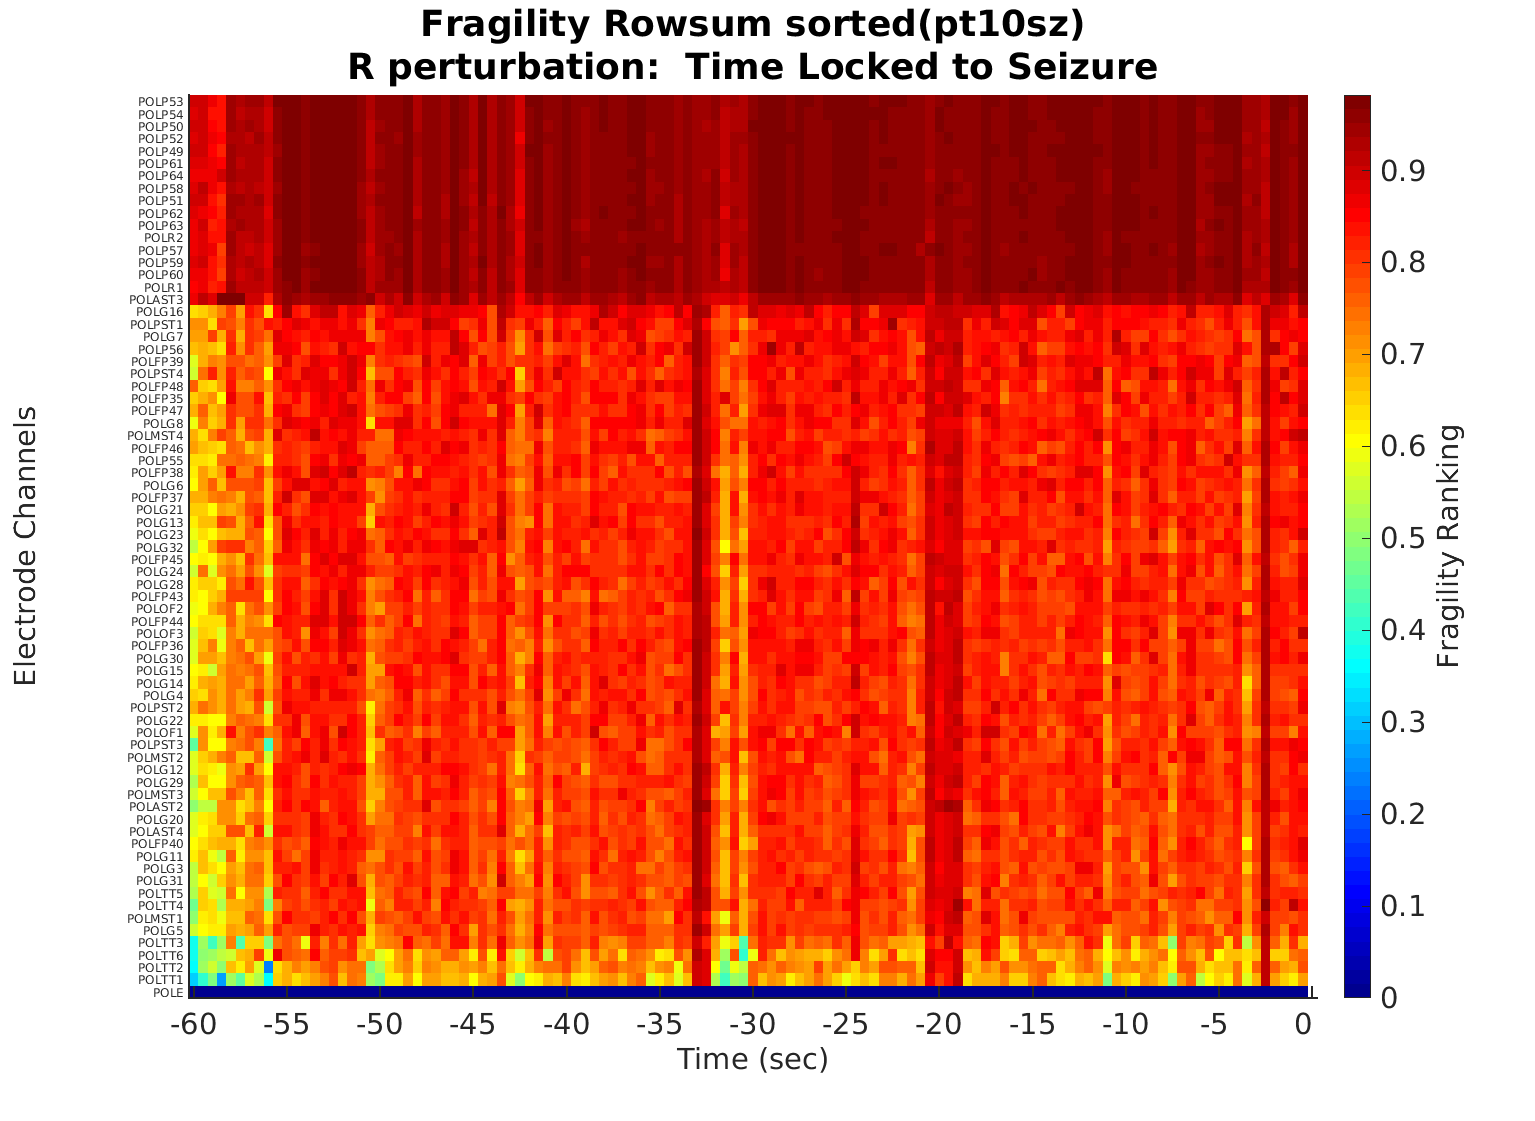 Fragility Rowsum sorted(pt10sz)
R perturbation:  Time Locked to Seizure
POLP53
POLP54
POLP50
POLP52
POLP49
POLP61
POLP64
POLP58
POLP51
POLP62
POLP63
POLR2
POLP57
POLP59
POLP60
POLR1
POLAST3
POLG16
POLPST1
POLG7
POLP56
POLFP39
POLPST4
POLFP48
POLFP35
POLFP47
POLG8
POLMST4
POLFP46
POLP55
POLFP38
POLG6
POLFP37
POLG21
POLG13
POLG23
POLG32
POLFP45
POLG24
POLG28
POLFP43
POLOF2
POLFP44
POLOF3
POLFP36
POLG30
POLG15
POLG14
POLG4
POLPST2
POLG22
POLOF1
POLPST3
POLMST2
POLG12
POLG29
POLMST3
POLAST2
POLG20
POLAST4
POLFP40
POLG11
POLG3
POLG31
POLTT5
POLTT4
POLMST1
POLG5
POLTT3
POLTT6
POLTT2
POLTT1
POLE
Electrode Channels
-60 -55 -50 -45 -40 -35 -30 -25 -20 -15 -10 -5 0
Time (sec)
0.9
0.8
0.7
0.6
0.5
0.4
0.3
0.2
0.1
0
Fragility Ranking